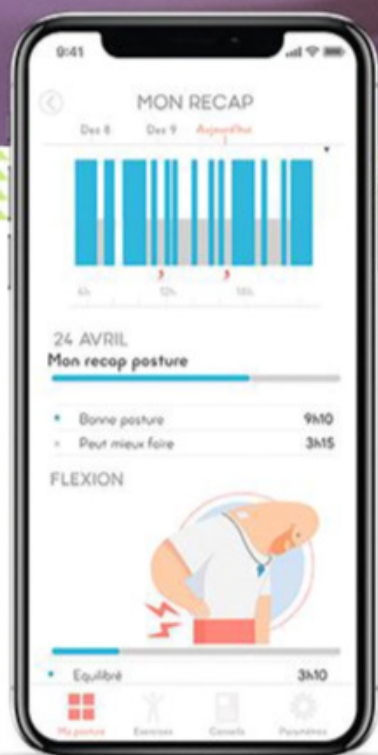 9:41
MON RECAP
Dec 8 Dec 9 Aujourd'hui
6h 12h 18h
24 AVRIL
Mon recap posture
Bonne posture 9h10
Peut mieux faire 3h15
FLEXION
Equilibré 3h10
Ma posture Exercices Conseils Paramètres